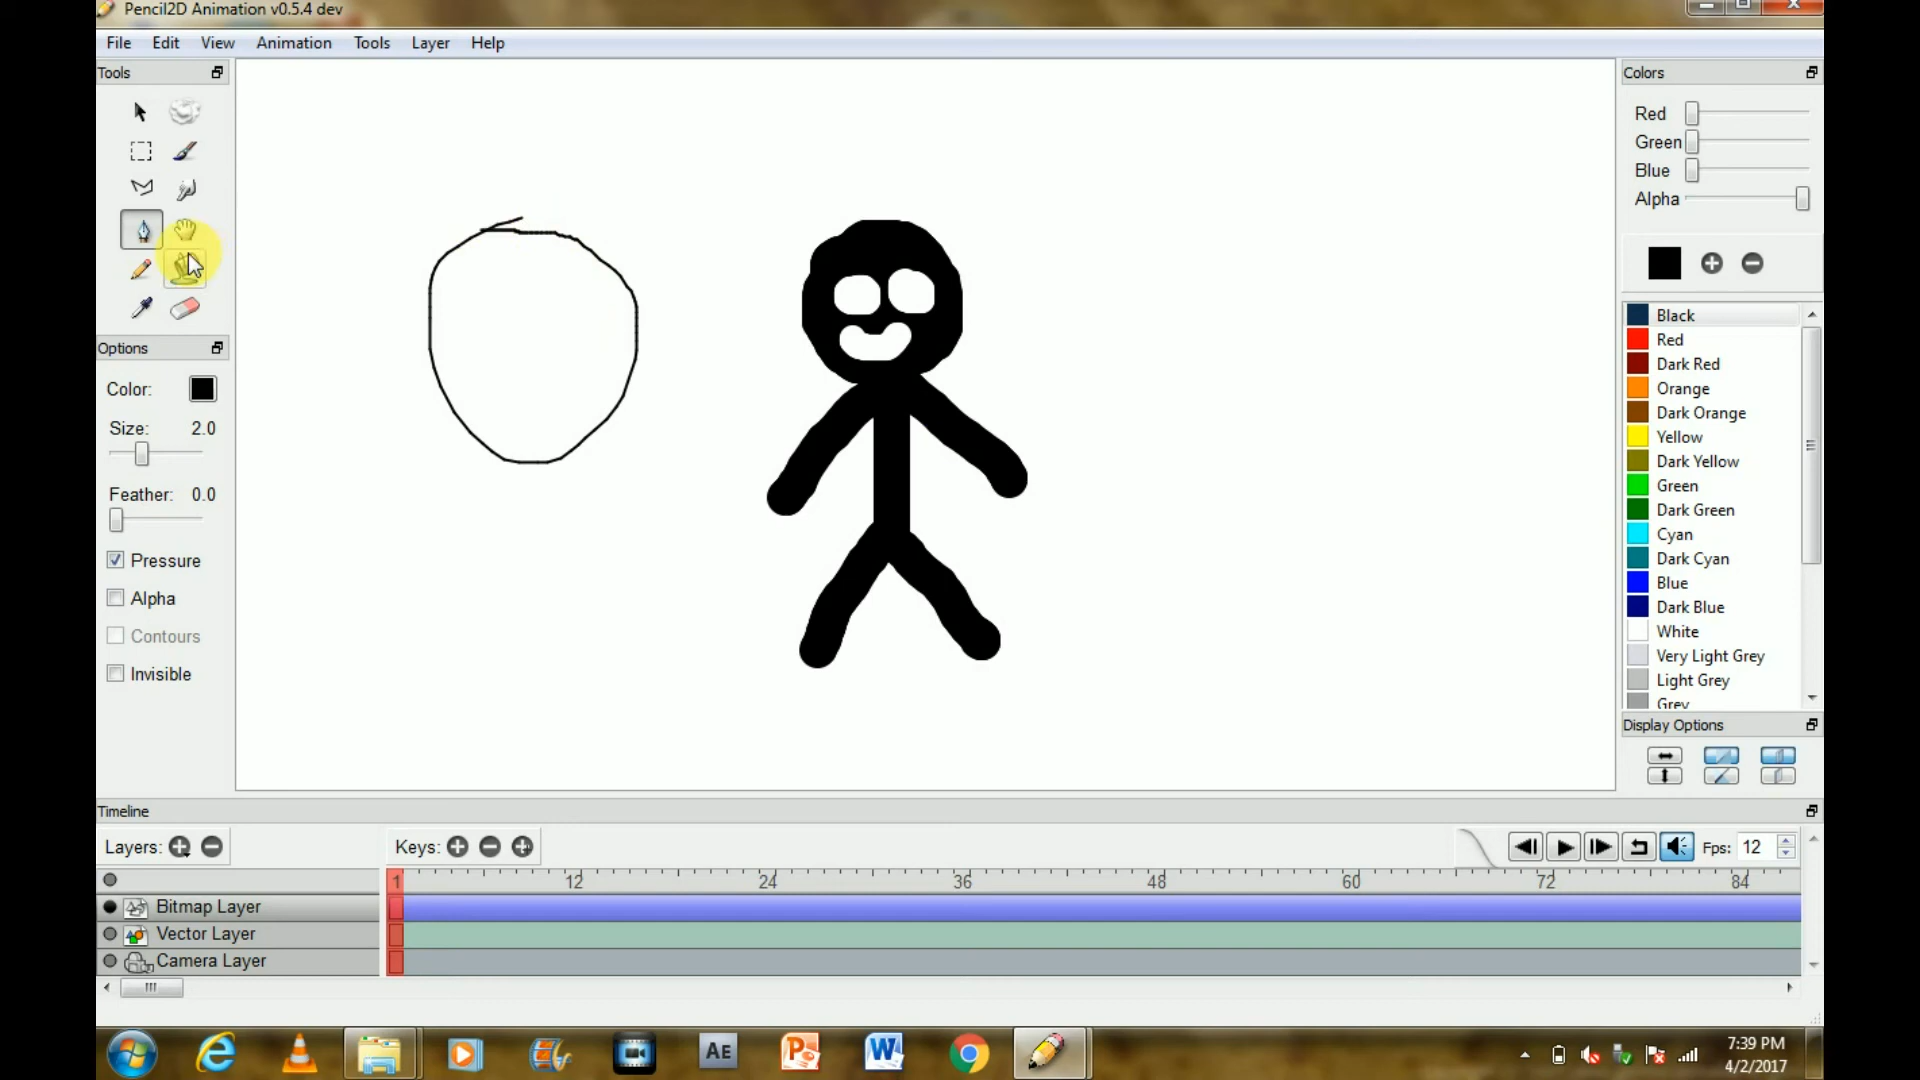 Pencil2D Animation v0.5.4 dev
File Edit View Animation Tools Layer Help
Tools
Colors
Red
Green
Blue
Alpha
Options
Color:
Size: 2.0
Feather: 0.0
Pressure
Alpha
Contours
Invisible
Black
Red
Dark Red
Orange
Dark Orange
Yellow
Dark Yellow
Green
Dark Green
Cyan
Dark Cyan
Blue
Dark Blue
White
Very Light Grey
Light Grey
Grey
Display Options
Timeline
Layers: Keys: Fps: 12
1 12 24 36 48 60 72 84
Bitmap Layer
Vector Layer
Camera Layer
AE
P
W
7:39 PM
4/2/2017